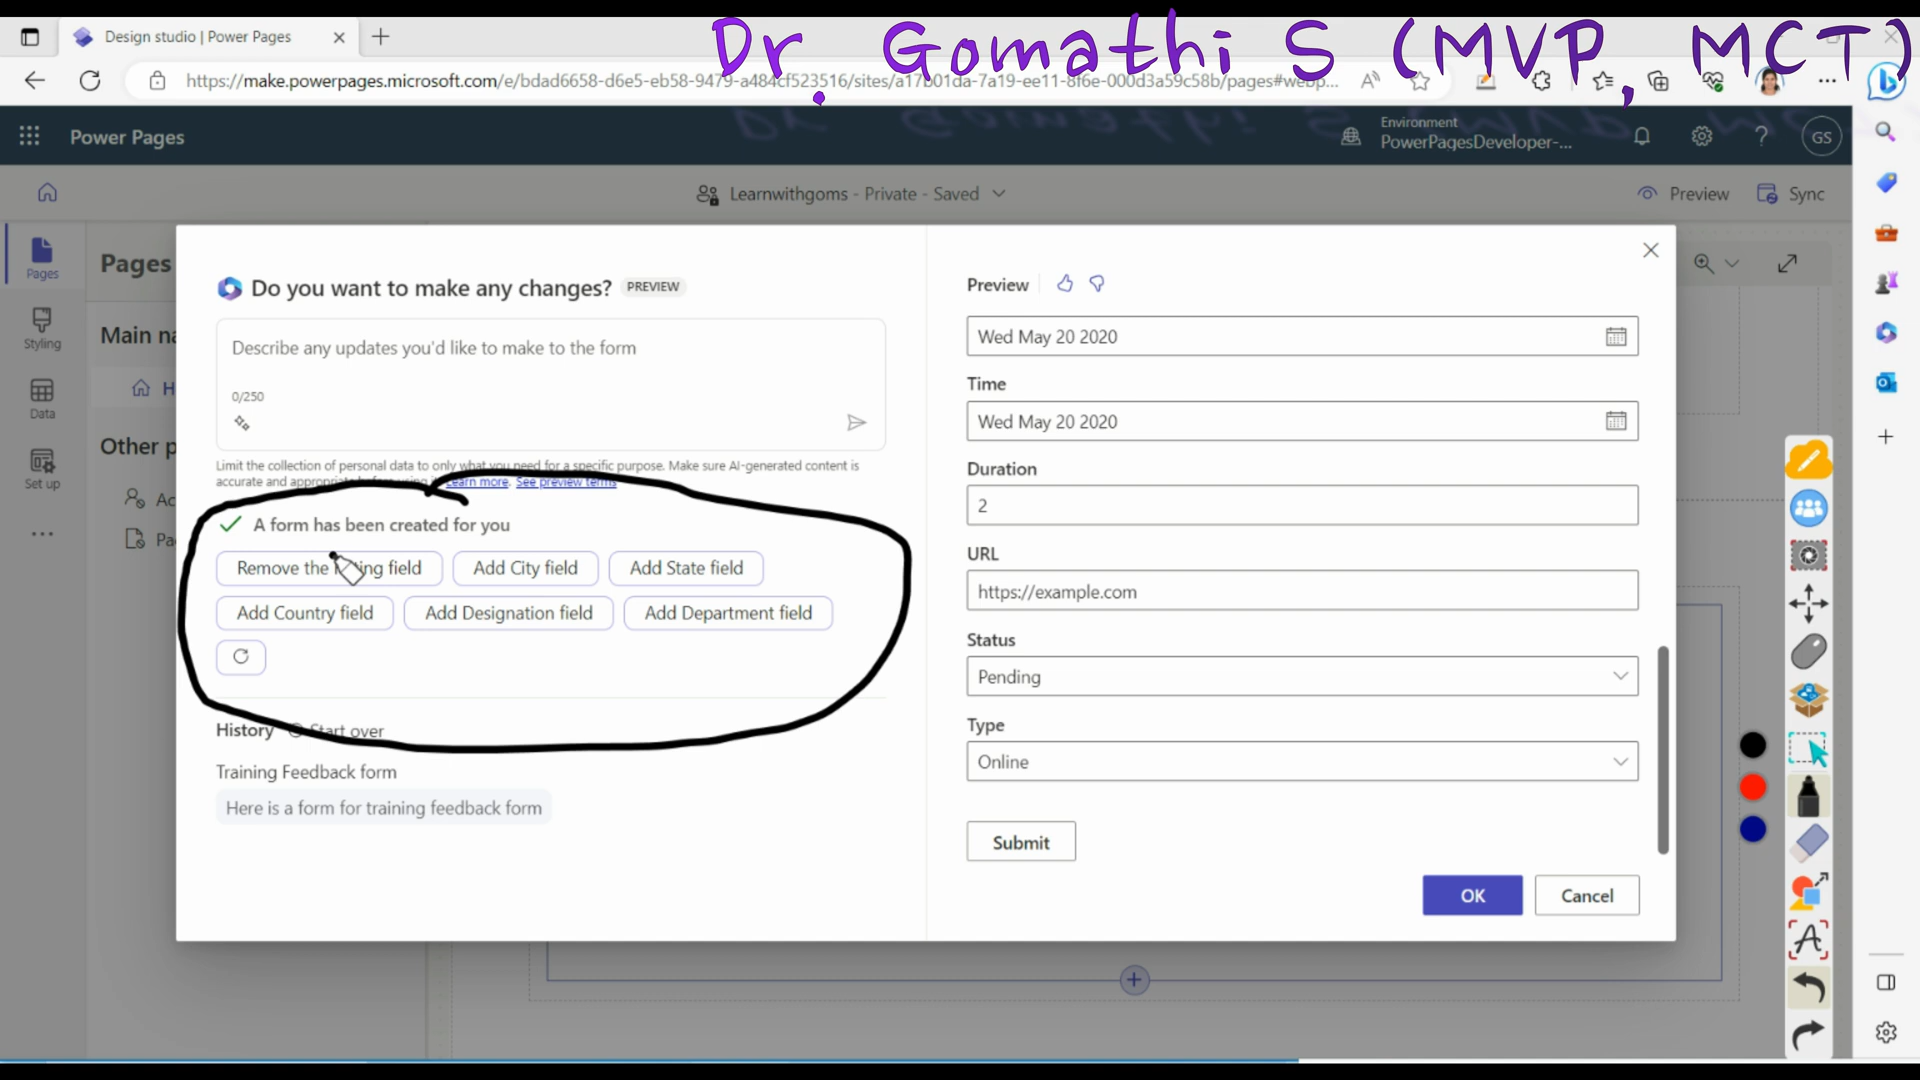 Design studio | Power Pages
Dr. Gomathi S (MVP, MCT)
https://make.powerpages.microsoft.com/e/bdad6658-d6e5-eb58-9479-a484cf523516/sites/a17b01da-7a19-ee11-8f6e-000d3a59c58b/pages#webp...
Power Pages
Environment
PowerPagesDeveloper-...
GS
Learnwithgoms - Private - Saved
Preview
Sync
Pages
Pages
Styling
Data
Set up
Main na
H
Other p
Ac
Pa
Do you want to make any changes?
PREVIEW
Describe any updates you'd like to make to the form
0/250
Limit the collection of personal data to only what you need for a specific purpose. Make sure AI-generated content is
accurate and appropriate before using it. Learn more. See preview terms
A form has been created for you
Remove the field
Add City field
Add State field
Add Country field
Add Designation field
Add Department field
History
Start over
Training Feedback form
Here is a form for training feedback form
Preview
Wed May 20 2020
Time
Wed May 20 2020
Duration
2
URL
https://example.com
Status
Pending
Type
Online
Submit
OK
Cancel